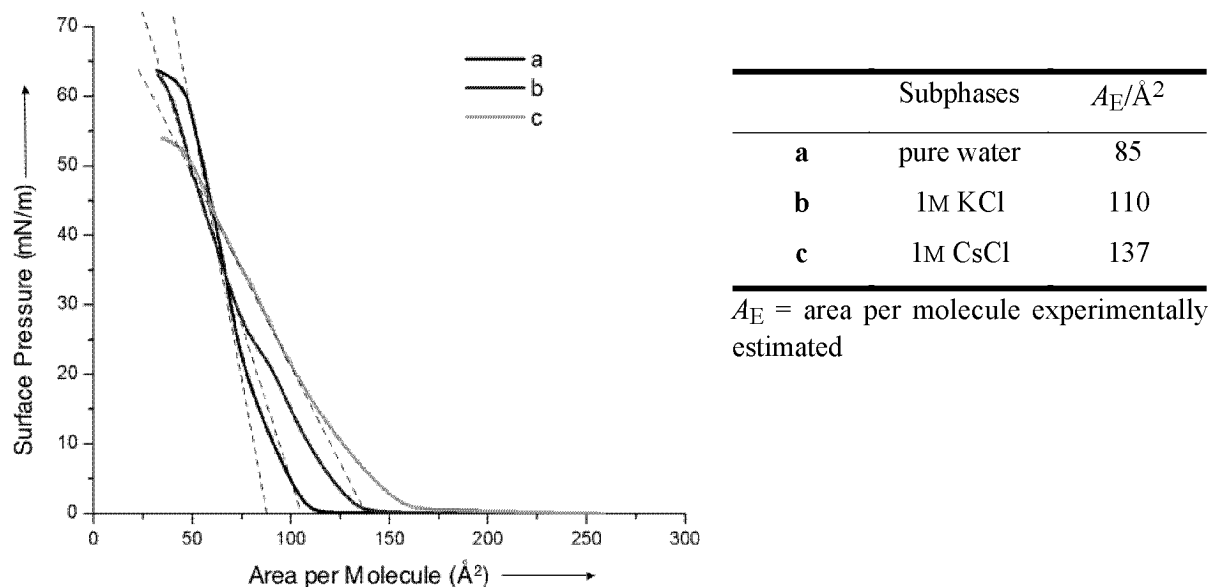 70
60
50
40
30
20
10
0
Surface Pressure (mN/m)
a
b
c
0 50 100 150 200 250 300
Area per Molecule (Å²)
Subphases AE/Å²
a pure water 85
b 1M KCl 110
c 1M CsCl 137
AE = area per molecule experimentally
estimated